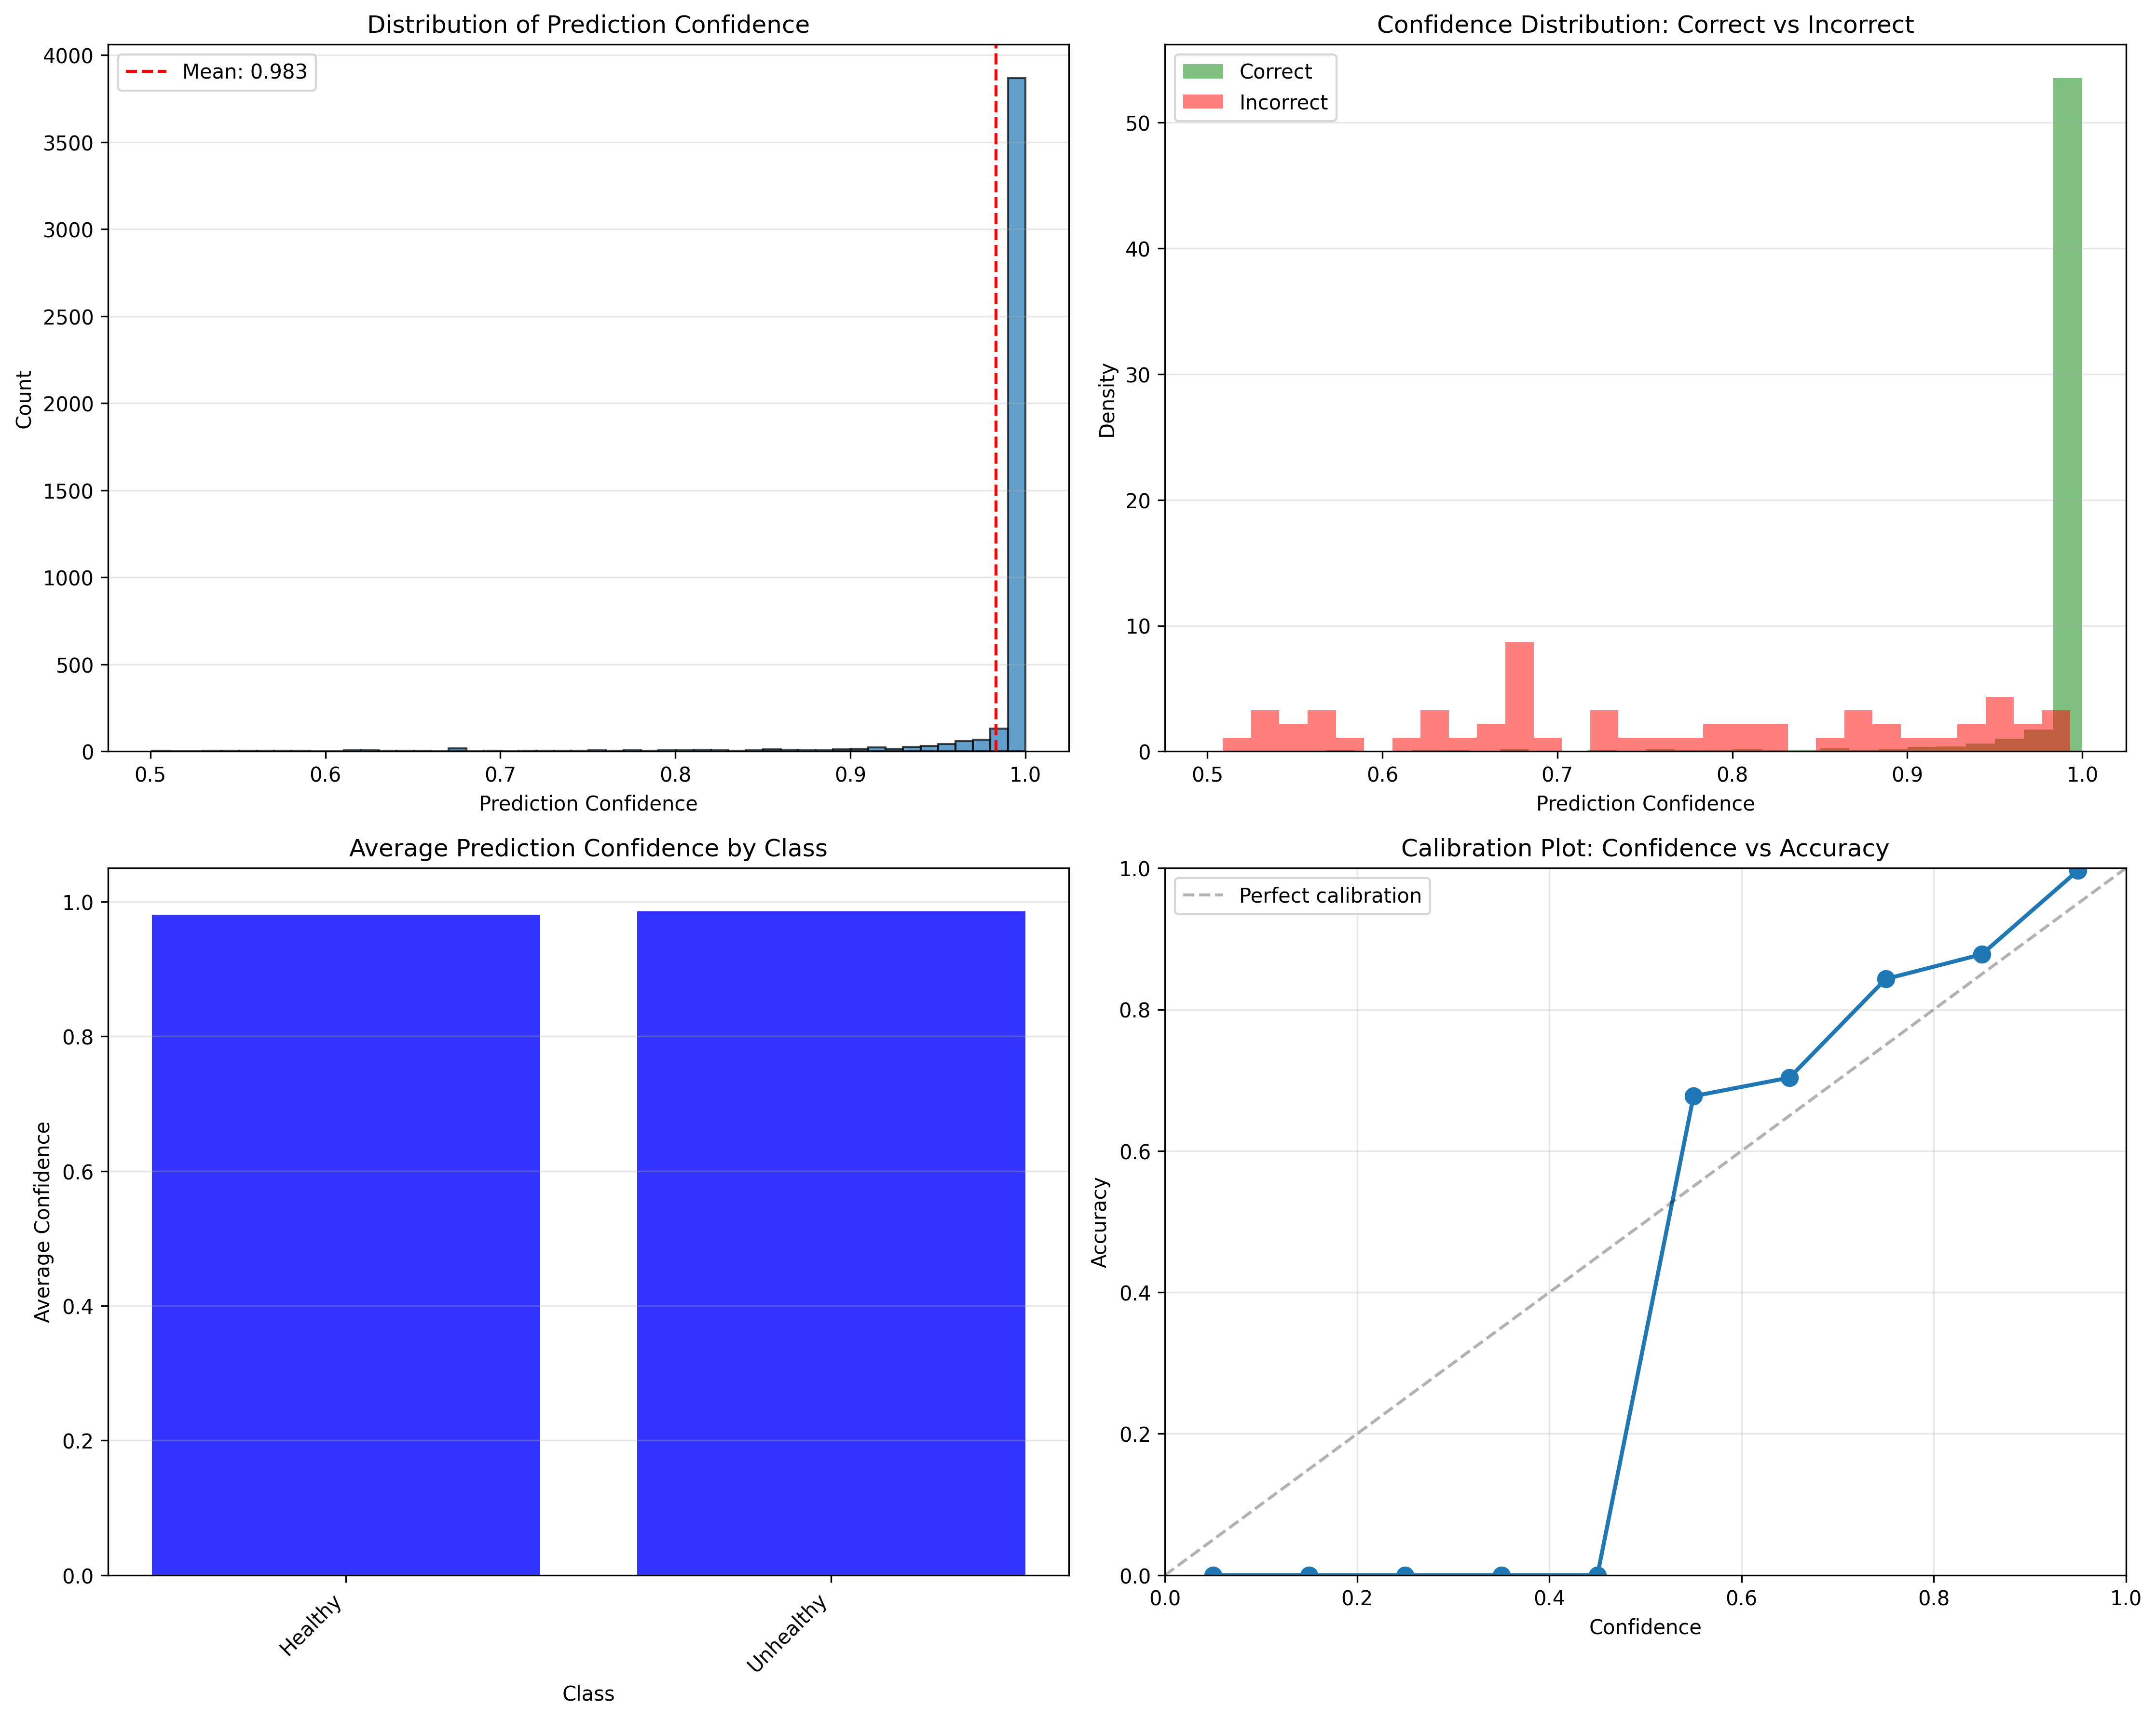 Distribution of Prediction Confidence
Mean: 0.983
4000
3500
3000
2500
2000
1500
1000
500
0
Count
0.5 0.6 0.7 0.8 0.9 1.0
Prediction Confidence
Confidence Distribution: Correct vs Incorrect
Correct
Incorrect
50
40
30
20
10
0
Density
0.5 0.6 0.7 0.8 0.9 1.0
Prediction Confidence
Average Prediction Confidence by Class
1.0
0.8
0.6
0.4
0.2
0.0
Average Confidence
Healthy Unhealthy
Class
Calibration Plot: Confidence vs Accuracy
Perfect calibration
1.0
0.8
0.6
0.4
0.2
0.0
Accuracy
0.0 0.2 0.4 0.6 0.8 1.0
Confidence